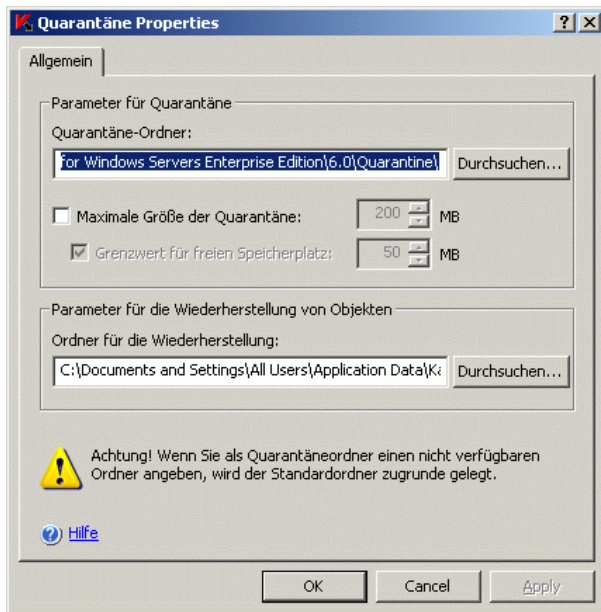 Quarantäne Properties
Allgemein
Parameter für Quarantäne
Quarantäne-Ordner:
for Windows Servers Enterprise Edition\6.0\Quarantine\ Durchsuchen...
Maximale Größe der Quarantäne: 200 MB
Grenzwert für freien Speicherplatz: 50 MB
Parameter für die Wiederherstellung von Objekten
Ordner für die Wiederherstellung:
C:\Documents and Settings\All Users\Application Data\Ka Durchsuchen...
Achtung! Wenn Sie als Quarantäneordner einen nicht verfügbaren
Ordner angeben, wird der Standardordner zugrunde gelegt.
Hilfe
OK Cancel Apply